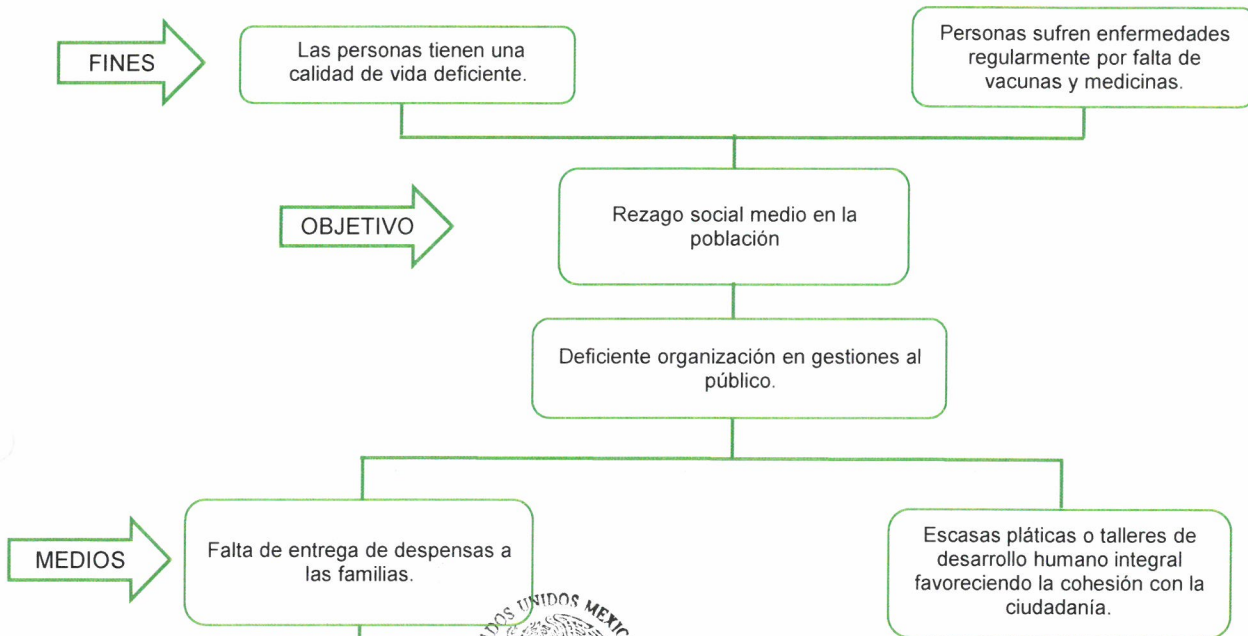 FINES
Las personas tienen una
calidad de vida deficiente.
Personas sufren enfermedades
regularmente por falta de
vacunas y medicinas.
OBJETIVO
Rezago social medio en la
población
Deficiente organización en gestiones al
público.
MEDIOS
Falta de entrega de despensas a
las familias.
Escasas pláticas o talleres de
desarrollo humano integral
favoreciendo la cohesión con la
ciudadanía.
UNIDOS